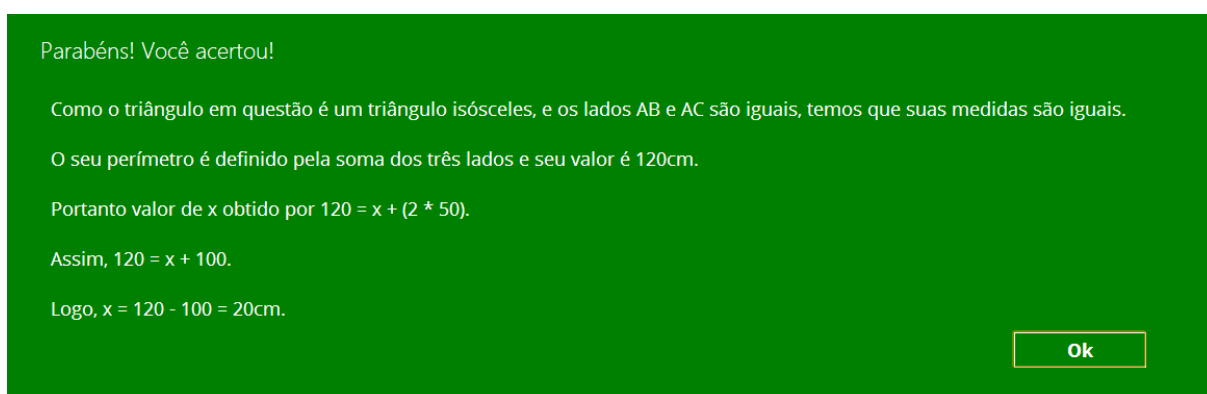 Parabéns! Você acertou!
Como o triângulo em questão é um triângulo isósceles, e os lados AB e AC são iguais, temos que suas medidas são iguais.
O seu perímetro é definido pela soma dos três lados e seu valor é 120cm.
Portanto valor de x obtido por 120 = x + (2 * 50).
Assim, 120 = x + 100.
Logo, x = 120 - 100 = 20cm.
Ok